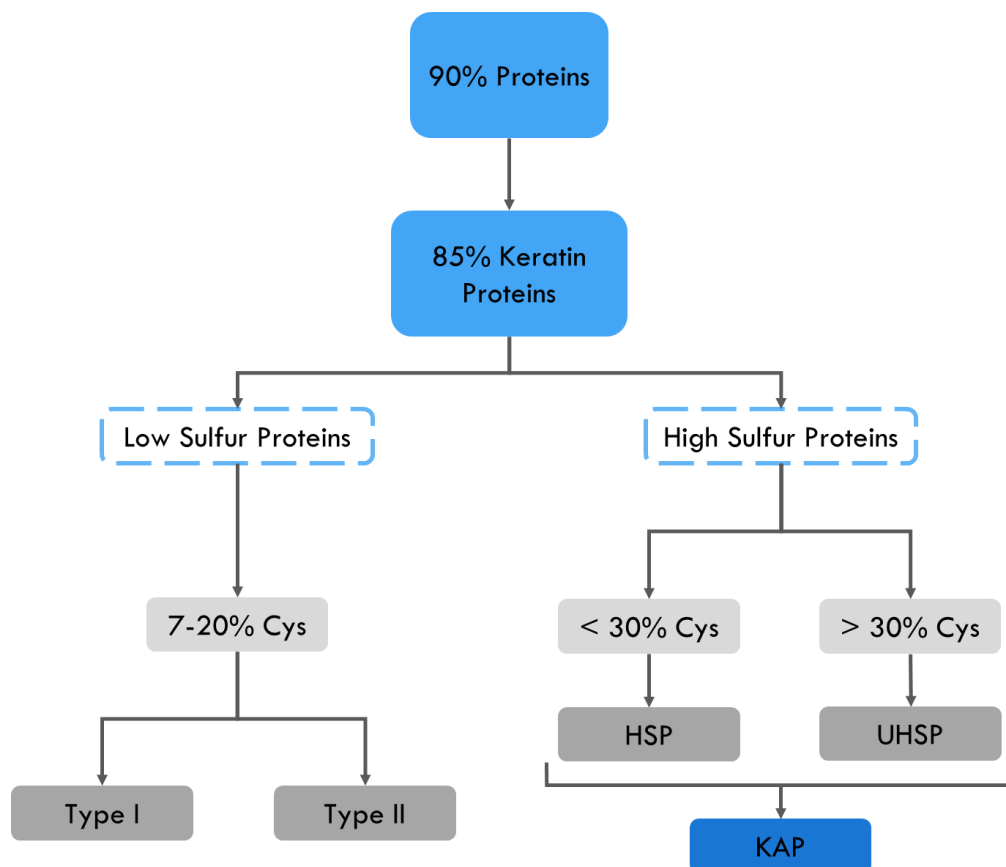 90% Proteins
85% Keratin
Proteins
Low Sulfur Proteins
High Sulfur Proteins
7-20% Cys
< 30% Cys
> 30% Cys
HSP
UHSP
Type I
Type II
KAP